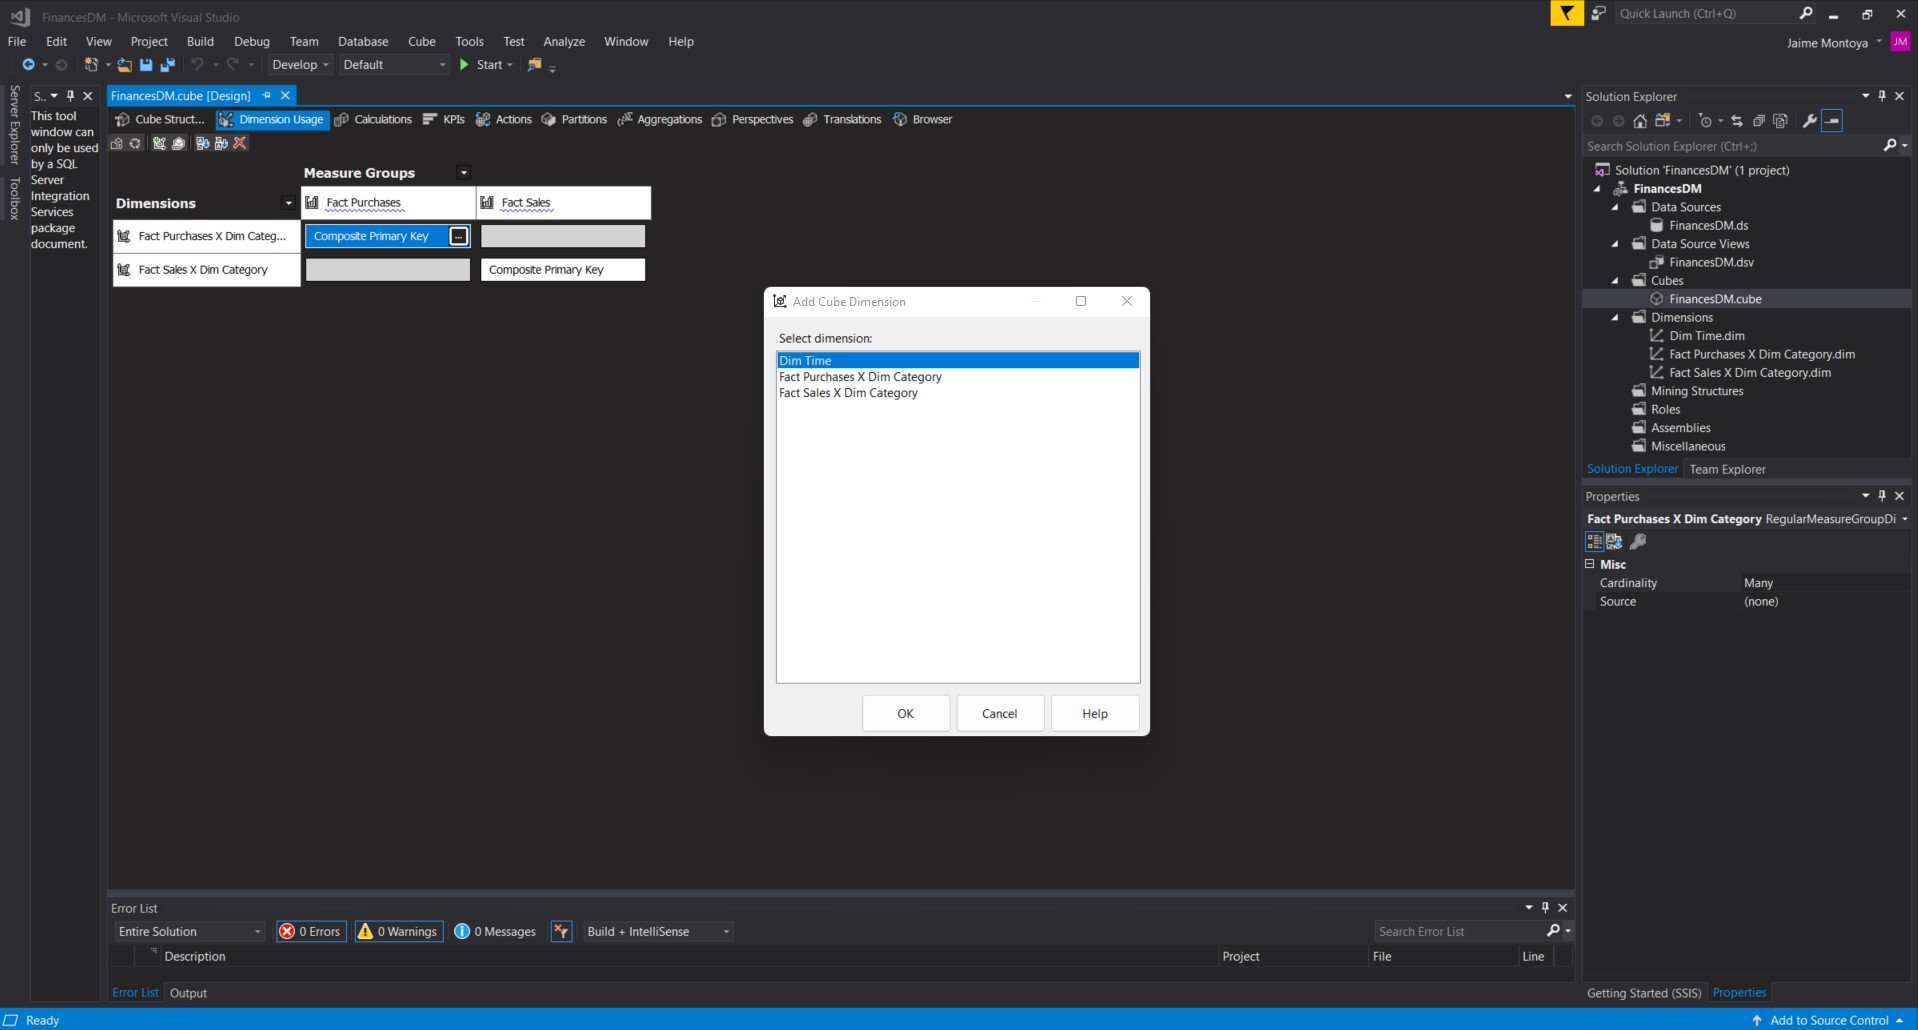 FinancesDM - Microsoft Visual Studio
Quick Launch (Ctrl+Q)
File Edit View Project Build Debug Team Database Cube Tools Test Analyze Window Help
Jaime Montoya JM
Develop Default Start
Server Explorer
Toolbox
S..
This tool
window can
only be used
by a SQL
Server
Integration
Services
package
document.
FinancesDM.cube [Design]
Cube Struct... Dimension Usage Calculations KPIs Actions Partitions Aggregations Perspectives Translations Browser
Measure Groups
Dimensions Fact Purchases Fact Sales
Fact Purchases X Dim Categ... Composite Primary Key ...
Fact Sales X Dim Category Composite Primary Key
Add Cube Dimension
Select dimension:
Dim Time
Fact Purchases X Dim Category
Fact Sales X Dim Category
OK Cancel Help
Solution Explorer
Search Solution Explorer (Ctrl+;)
Solution 'FinancesDM' (1 project)
FinancesDM
Data Sources
FinancesDM.ds
Data Source Views
FinancesDM.dsv
Cubes
FinancesDM.cube
Dimensions
Dim Time.dim
Fact Purchases X Dim Category.dim
Fact Sales X Dim Category.dim
Mining Structures
Roles
Assemblies
Miscellaneous
Solution Explorer Team Explorer
Properties
Fact Purchases X Dim Category RegularMeasureGroupDi
Misc
Cardinality Many
Source (none)
Error List
Entire Solution 0 Errors 0 Warnings 0 Messages Build + IntelliSense Search Error List
Description Project File Line
Error List Output
Getting Started (SSIS) Properties
Ready Add to Source Control